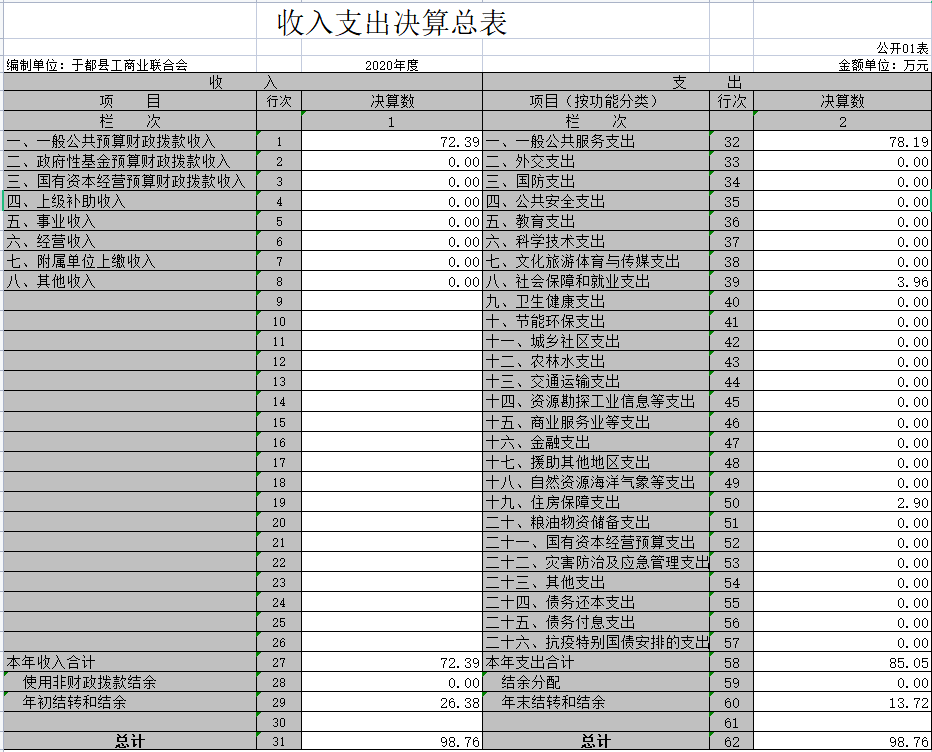 收入支出决算总表
公开01表
编制单位：于都县工商业联合会 2020年度 金额单位：万元
收 入 支 出
项 目 行次 决算数 项目（按功能分类） 行次 决算数
栏 次 1 栏 次 2
一、一般公共预算财政拨款收入 1 72.39 一、一般公共服务支出 32 78.19
二、政府性基金预算财政拨款收入 2 0.00 二、外交支出 33 0.00
三、国有资本经营预算财政拨款收入 3 0.00 三、国防支出 34 0.00
四、上级补助收入 4 0.00 四、公共安全支出 35 0.00
五、事业收入 5 0.00 五、教育支出 36 0.00
六、经营收入 6 0.00 六、科学技术支出 37 0.00
七、附属单位上缴收入 7 0.00 七、文化旅游体育与传媒支出 38 0.00
八、其他收入 8 0.00 八、社会保障和就业支出 39 3.96
9 九、卫生健康支出 40 0.00
10 十、节能环保支出 41 0.00
11 十一、城乡社区支出 42 0.00
12 十二、农林水支出 43 0.00
13 十三、交通运输支出 44 0.00
14 十四、资源勘探工业信息等支出 45 0.00
15 十五、商业服务业等支出 46 0.00
16 十六、金融支出 47 0.00
17 十七、援助其他地区支出 48 0.00
18 十八、自然资源海洋气象等支出 49 0.00
19 十九、住房保障支出 50 2.90
20 二十、粮油物资储备支出 51 0.00
21 二十一、国有资本经营预算支出 52 0.00
22 二十二、灾害防治及应急管理支出 53 0.00
23 二十三、其他支出 54 0.00
24 二十四、债务还本支出 55 0.00
25 二十五、债务付息支出 56 0.00
26 二十六、抗疫特别国债安排的支出 57 0.00
本年收入合计 27 72.39 本年支出合计 58 85.05
使用非财政拨款结余 28 0.00 结余分配 59 0.00
年初结转和结余 29 26.38 年末结转和结余 60 13.72
30 61
总计 31 98.76 总计 62 98.76